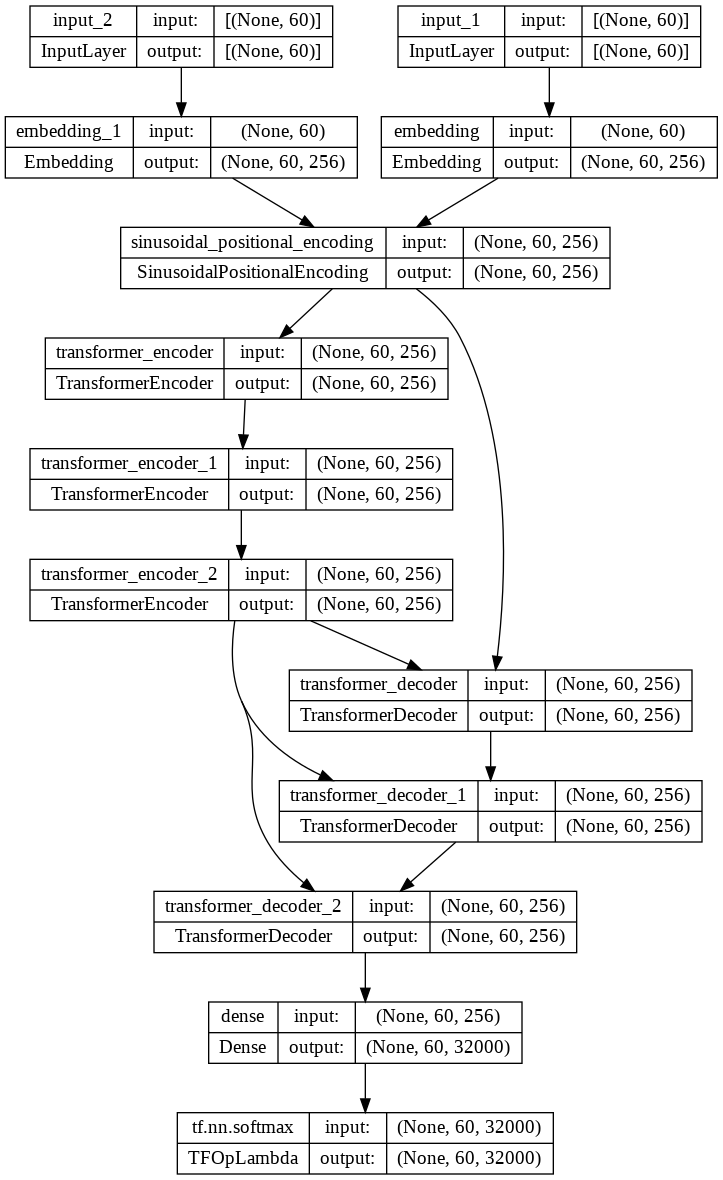 input_2 input: [(None, 60)]
InputLayer output: [(None, 60)]
input_1 input: [(None, 60)]
InputLayer output: [(None, 60)]
embedding_1 input: (None, 60)
Embedding output: (None, 60, 256)
embedding input: (None, 60)
Embedding output: (None, 60, 256)
sinusoidal_positional_encoding input: (None, 60, 256)
SinusoidalPositionalEncoding output: (None, 60, 256)
transformer_encoder input: (None, 60, 256)
TransformerEncoder output: (None, 60, 256)
transformer_encoder_1 input: (None, 60, 256)
TransformerEncoder output: (None, 60, 256)
transformer_encoder_2 input: (None, 60, 256)
TransformerEncoder output: (None, 60, 256)
transformer_decoder input: (None, 60, 256)
TransformerDecoder output: (None, 60, 256)
transformer_decoder_1 input: (None, 60, 256)
TransformerDecoder output: (None, 60, 256)
transformer_decoder_2 input: (None, 60, 256)
TransformerDecoder output: (None, 60, 256)
dense input: (None, 60, 256)
Dense output: (None, 60, 32000)
tf.nn.softmax input: (None, 60, 32000)
TFOpLambda output: (None, 60, 32000)